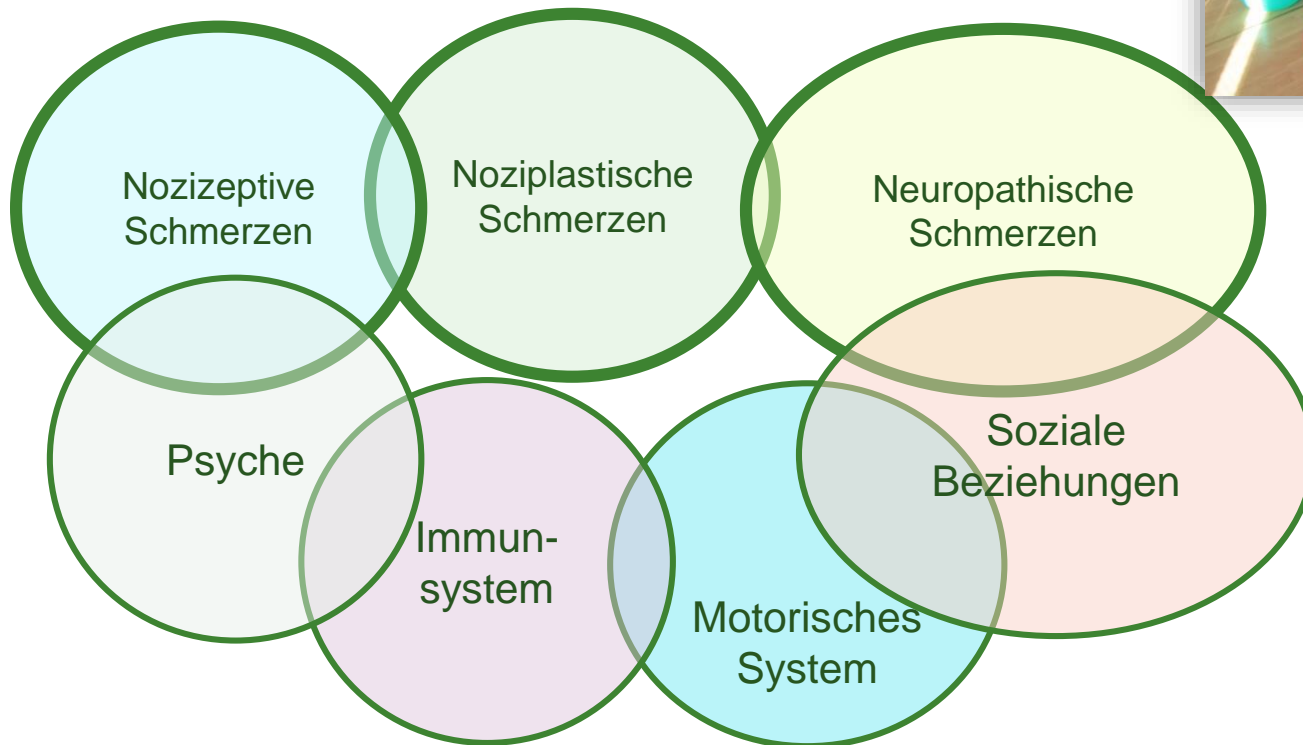 Nozizeptive
Schmerzen
Noziplastische
Schmerzen
Neuropathische
Schmerzen
Psyche
Immun-
system
Motorisches
System
Soziale
Beziehungen